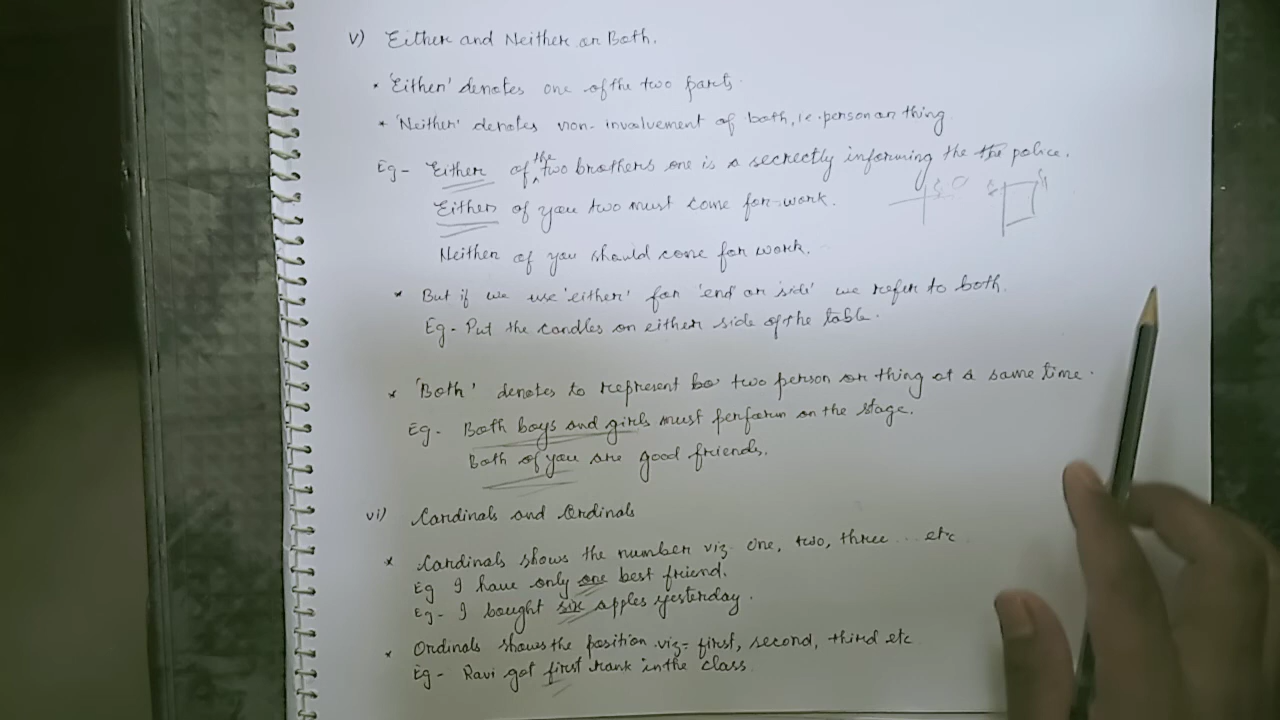 v) Either and Neither or Both.
* 'Either' denotes one of the two parts
* 'Neither' denotes non-involvement of both, i.e. person or thing
Eg - Either of the two brothers one is a secrectly informing the the police.
Either of you two must come for work.
Neither of you should come for work.
* But if we use 'either' for 'end' or 'side' we refer to both.
Eg - Put the candles on either side of the table.
* 'Both' denotes to represent bo two person or thing at a same time.
Eg. Both boys and girls must perform on the stage.
Both of you are good friends.
vi) Cardinals and Ordinals
* Cardinals shows the number viz. One, two, three ... etc
Eg I have only one best friend.
Eg - I bought six apples yesterday.
* Ordinals shows the position viz = first, second, third etc
Eg - Ravi got first rank in the class.